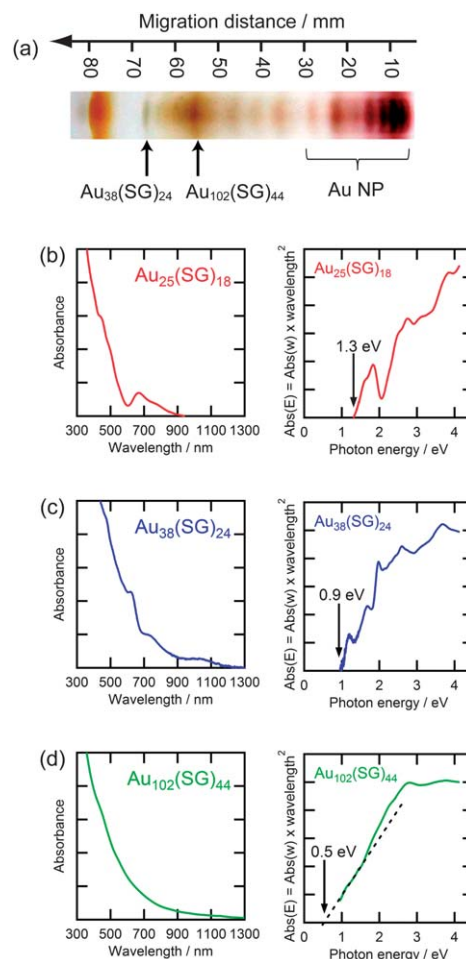 Migration distance / mm
(a)
80 70 60 50 40 30 20 10
Au38(SG)24 Au102(SG)44 Au NP
(b)
Au25(SG)18
Absorbance
300 500 700 900 1100 1300
Wavelength / nm
Au25(SG)18
1.3 eV
Abs(E) = Abs(w) x wavelength²
0 1 2 3 4
Photon energy / eV
(c)
Au38(SG)24
Absorbance
300 500 700 900 1100 1300
Wavelength / nm
Au38(SG)24
0.9 eV
Abs(E) = Abs(w) x wavelength²
0 1 2 3 4
Photon energy / eV
(d)
Au102(SG)44
Absorbance
300 500 700 900 1100 1300
Wavelength / nm
Au102(SG)44
0.5 eV
Abs(E) = Abs(w) x wavelength²
0 1 2 3 4
Photon energy / eV